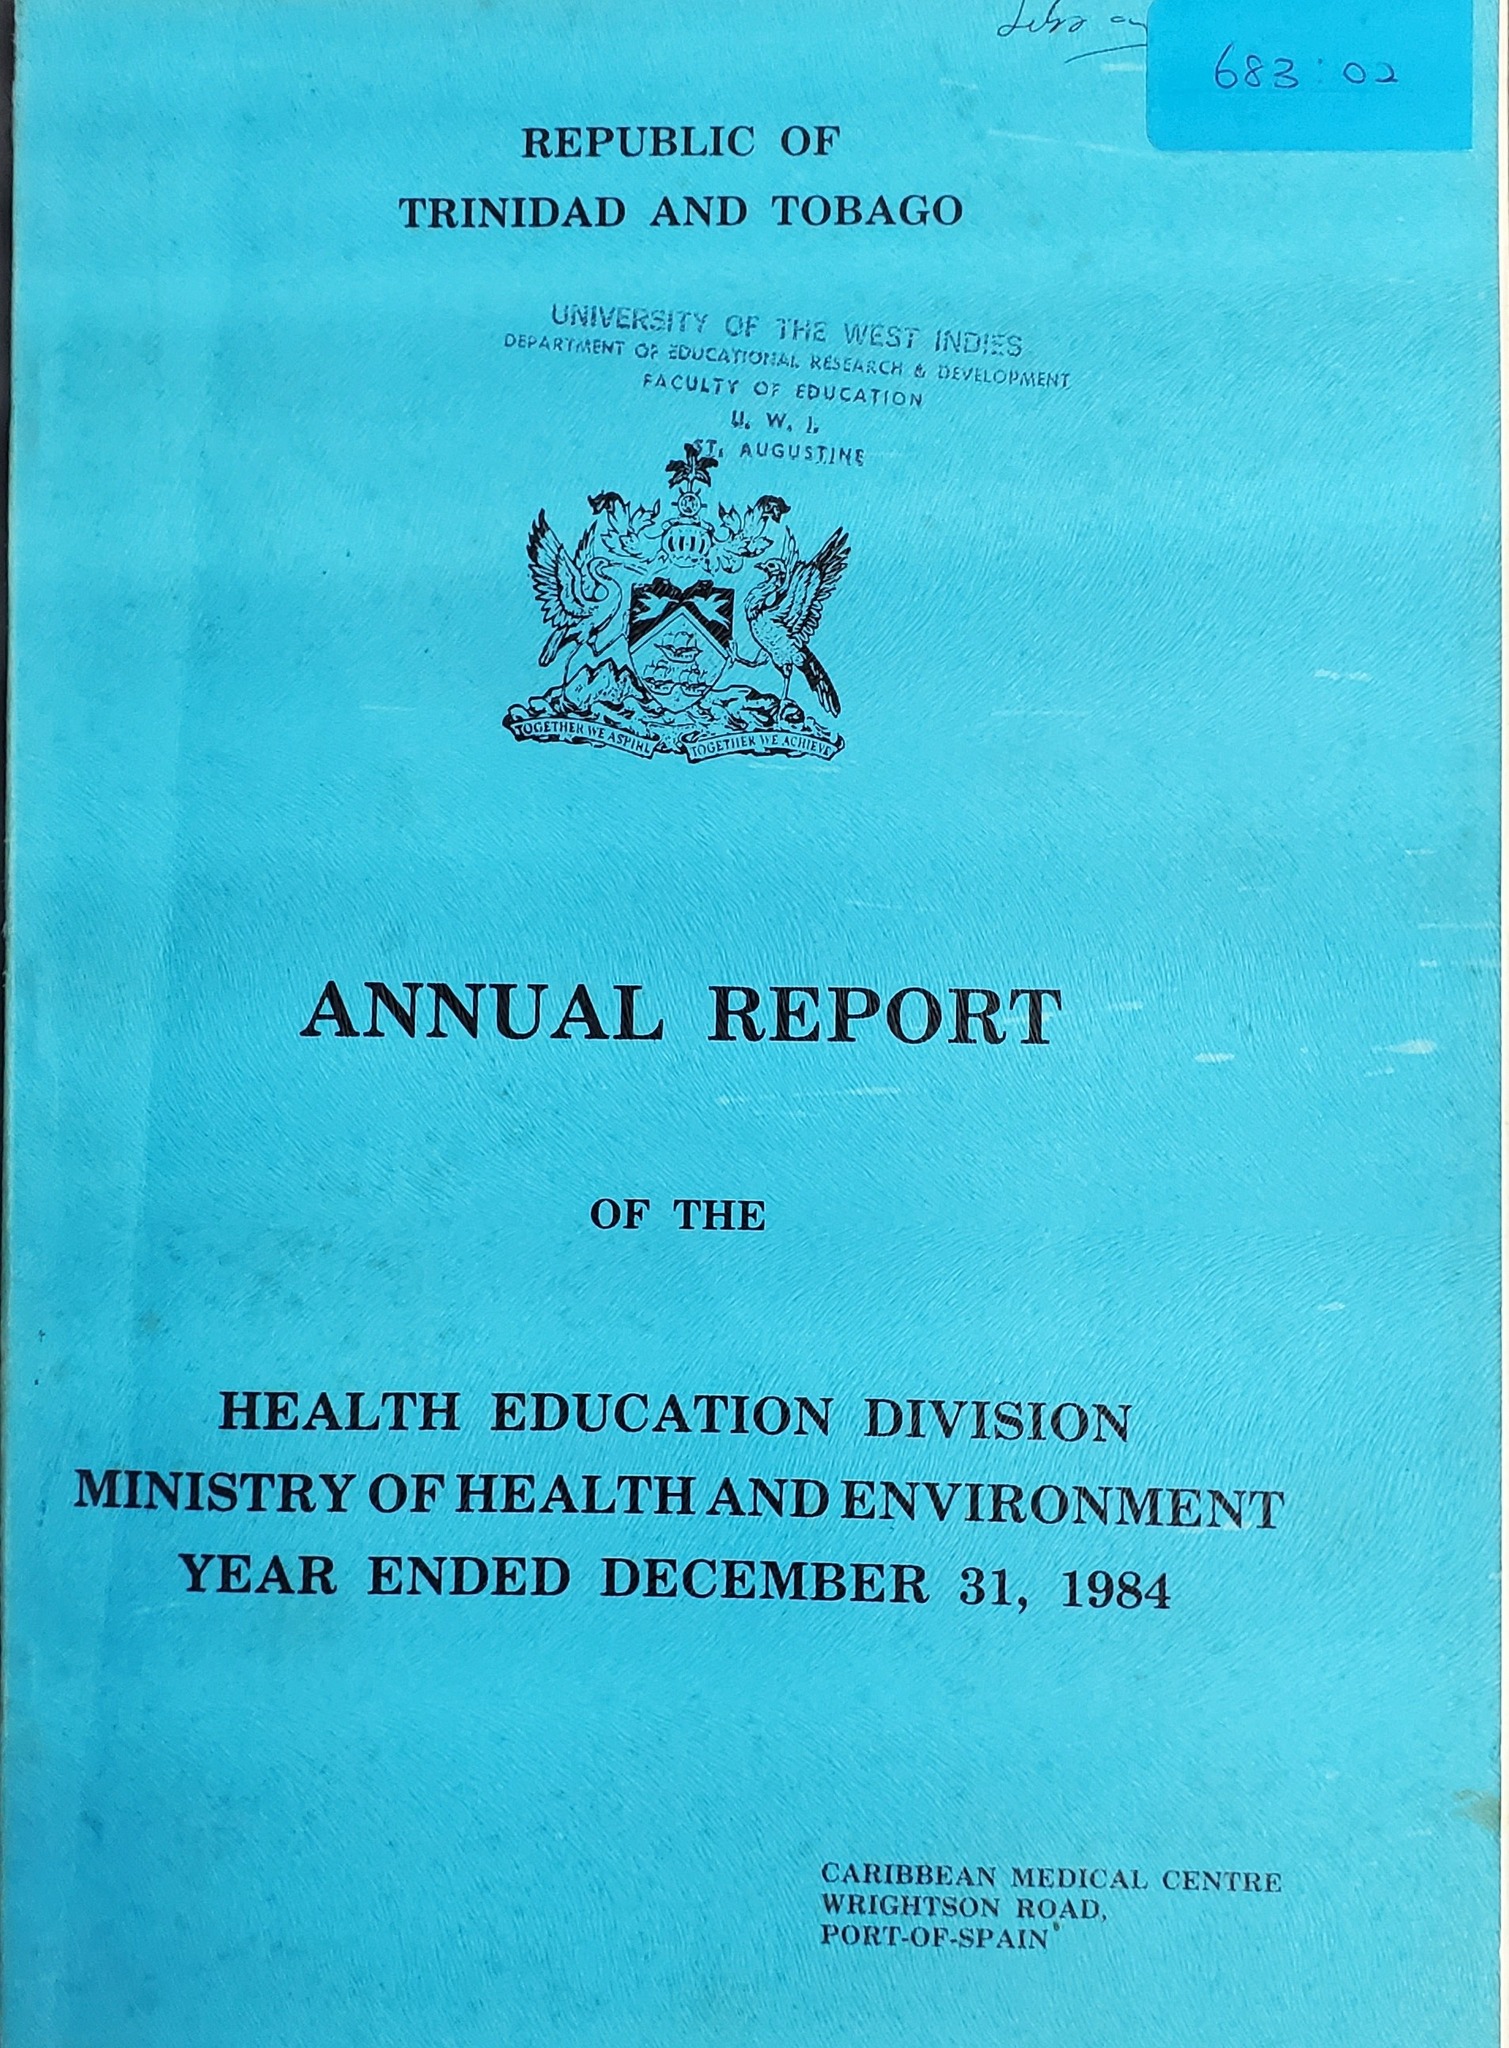 683:02
REPUBLIC OF
TRINIDAD AND TOBAGO
UNIVERSITY OF THE WEST INDIES
DEPARTMENT OF EDUCATIONAL RESEARCH & DEVELOPMENT
FACULTY OF EDUCATION
U. W. I.
ST. AUGUSTINE
TOGETHER WE ASPIRE TOGETHER WE ACHIEVE
ANNUAL REPORT
OF THE
HEALTH EDUCATION DIVISION
MINISTRY OF HEALTH AND ENVIRONMENT
YEAR ENDED DECEMBER 31, 1984
CARIBBEAN MEDICAL CENTRE
WRIGHTSON ROAD,
PORT-OF-SPAIN